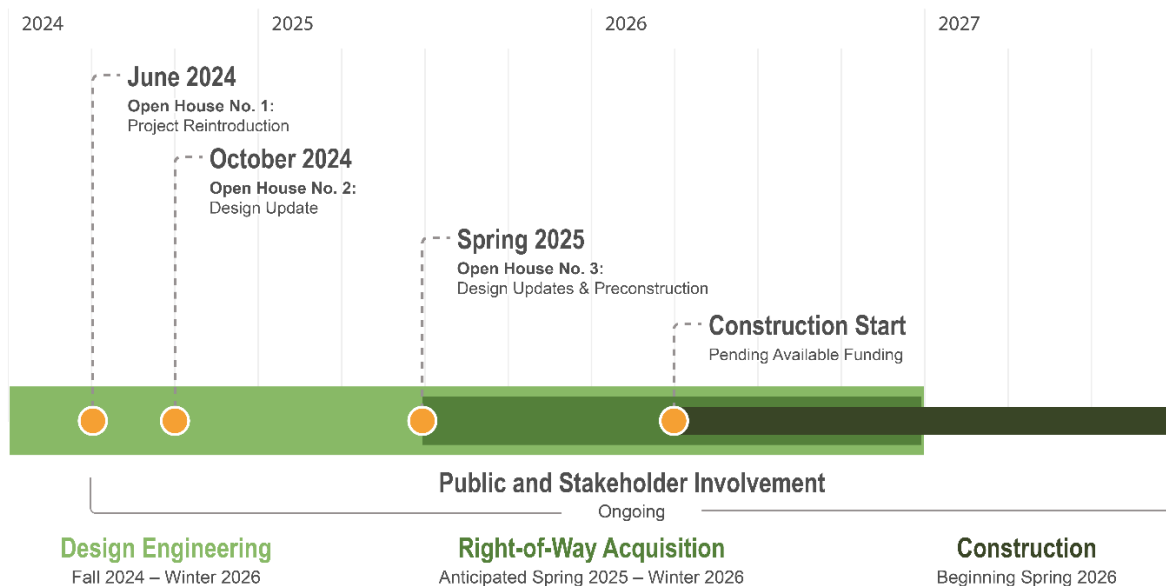 2024
2025
2026
2027
June 2024
Open House No. 1:
Project Reintroduction
October 2024
Open House No. 2:
Design Update
Spring 2025
Open House No. 3:
Design Updates & Preconstruction
Construction Start
Pending Available Funding
Public and Stakeholder Involvement
Ongoing
Design Engineering
Fall 2024 – Winter 2026
Right-of-Way Acquisition
Anticipated Spring 2025 – Winter 2026
Construction
Beginning Spring 2026